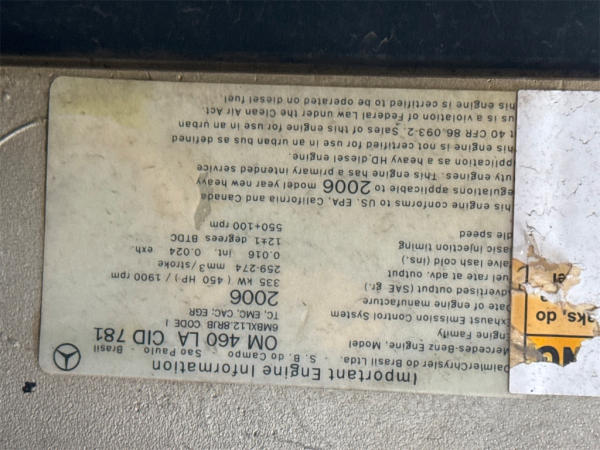 Important Engine Information
DaimlerChrysler do Brasil Ltda. S. B. do Campo Sao Paulo Brasil
Mercedes-Benz Engine, Model, OM 460 LA CID 781
Engine Family
Exhaust Emission Control System TC, EMC, CAC, EGR
Date of engine manufacture 2006
Advertised output (SAE gr.) 335 kW ( 450 HP) / 1900 rpm
Fuel rate at adv. output 259-274 mm3/stroke
Valve lash cold (ins.) 0.016 int. 0.024 exh
Basic injection timing 12±1 degrees BTDC
Idle speed 550+100 rpm
This engine conforms to US. EPA, California and Canada
regulations applicable to 2006 model year new heavy
duty engines. This engine has a primary intended service
application as a heavy HD diesel engine.
This engine is not certified for use in an urban bus as defined
at 40 CFR 86.093-2. Sales of this engine for use in an urban
bus is a violation of Federal Law under the Clean Air Act.
This engine is certified to be operated on diesel fuel.
aks, do